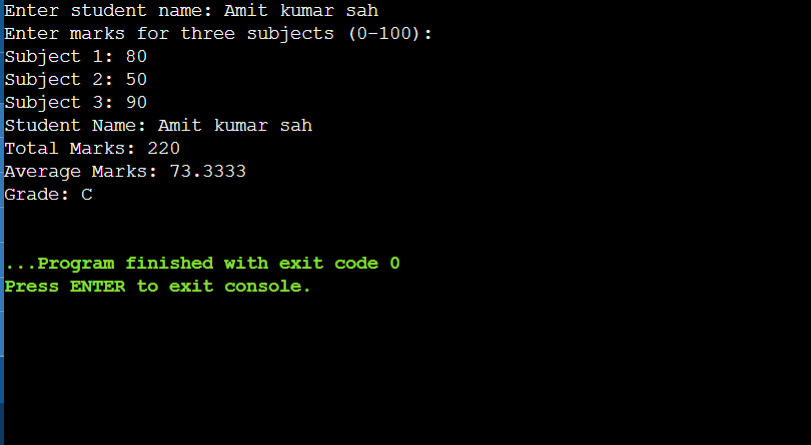 Enter student name: Amit kumar sah
Enter marks for three subjects (0-100):
Subject 1: 80
Subject 2: 50
Subject 3: 90
Student Name: Amit kumar sah
Total Marks: 220
Average Marks: 73.3333
Grade: C
...Program finished with exit code 0
Press ENTER to exit console.